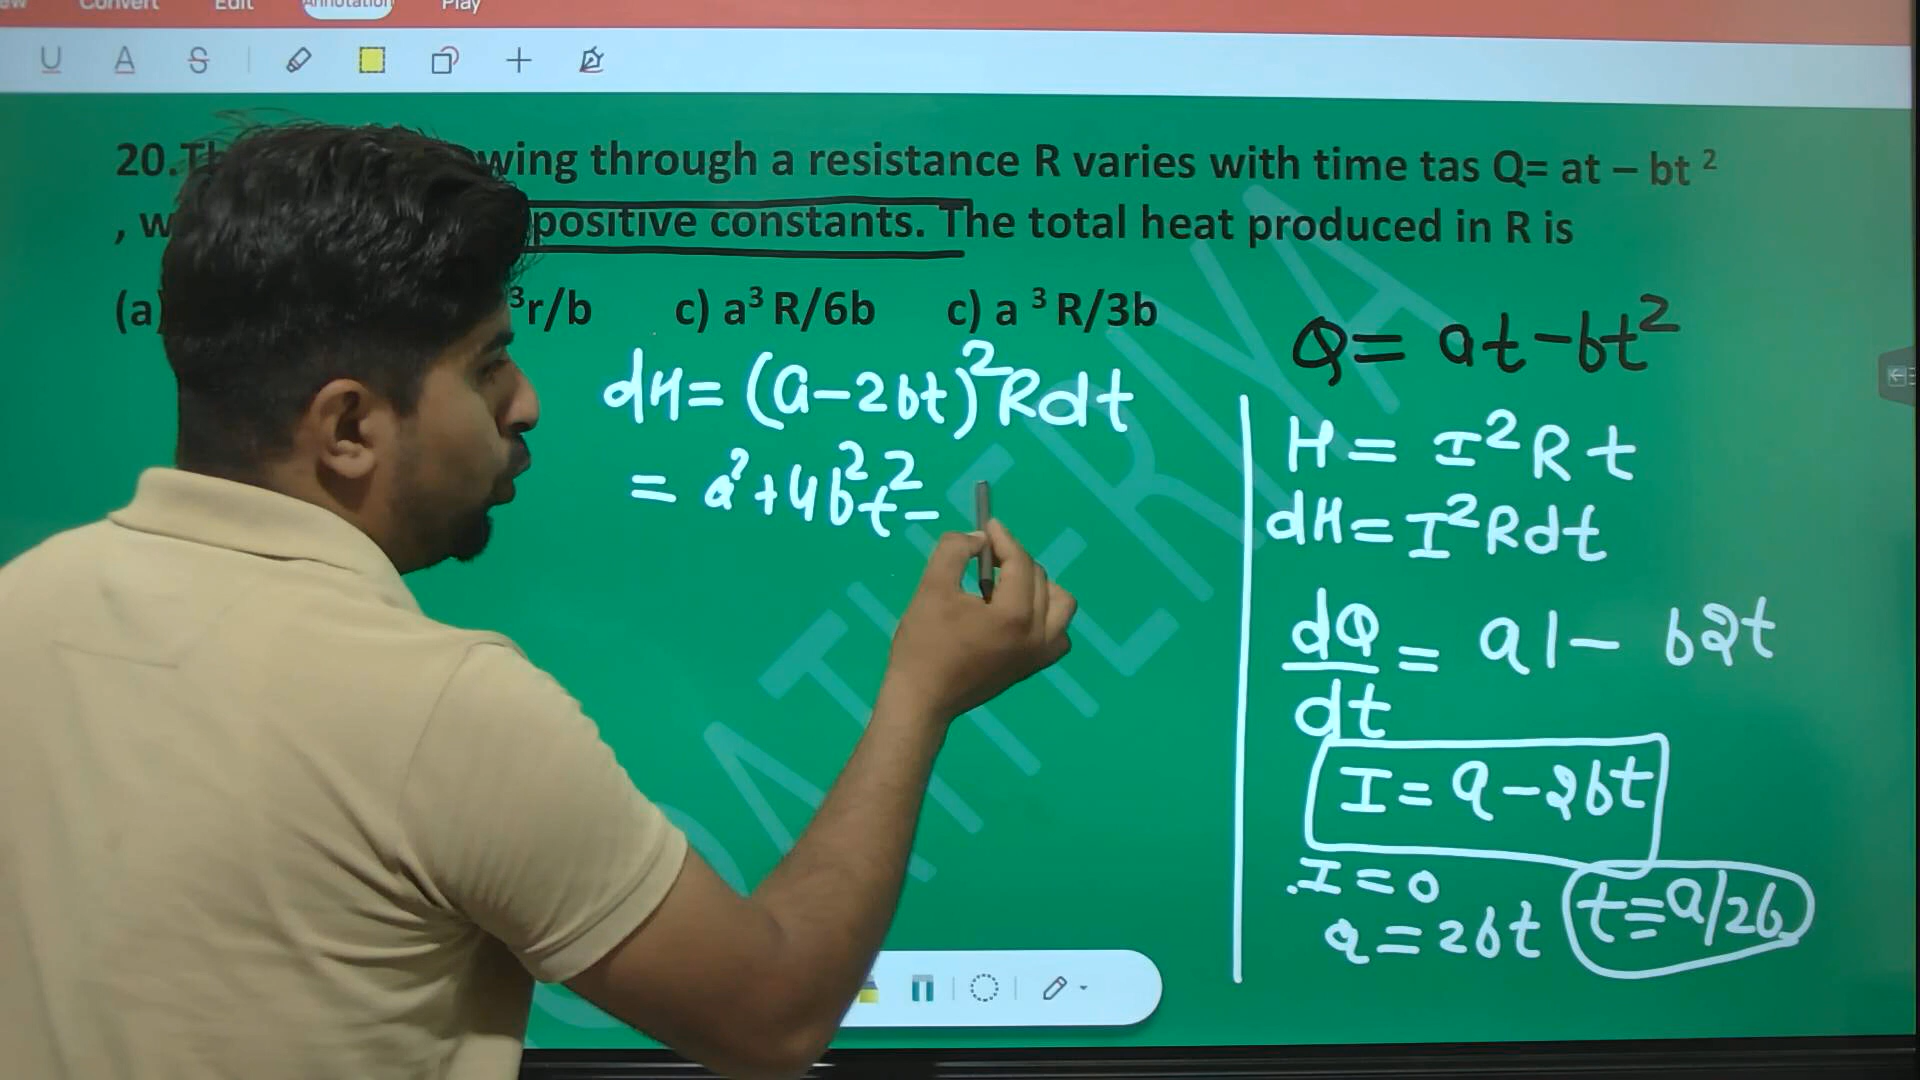 Convert Edit Annotation Play
U A S
20. through a resistance R varies with time tas Q= at – bt ²
, positive constants. The total heat produced in R is
(a) ³r/b c) a³ R/6b c) a ³ R/3b
Q= at-bt²
dH= (a-2bt)²Rdt
= a²+4b²t²-
H= I²Rt
dH=I²Rdt
dQ/dt = a1- b2t
I=a-2bt
I=0
a=2bt t=a/2b
PATHERIYA